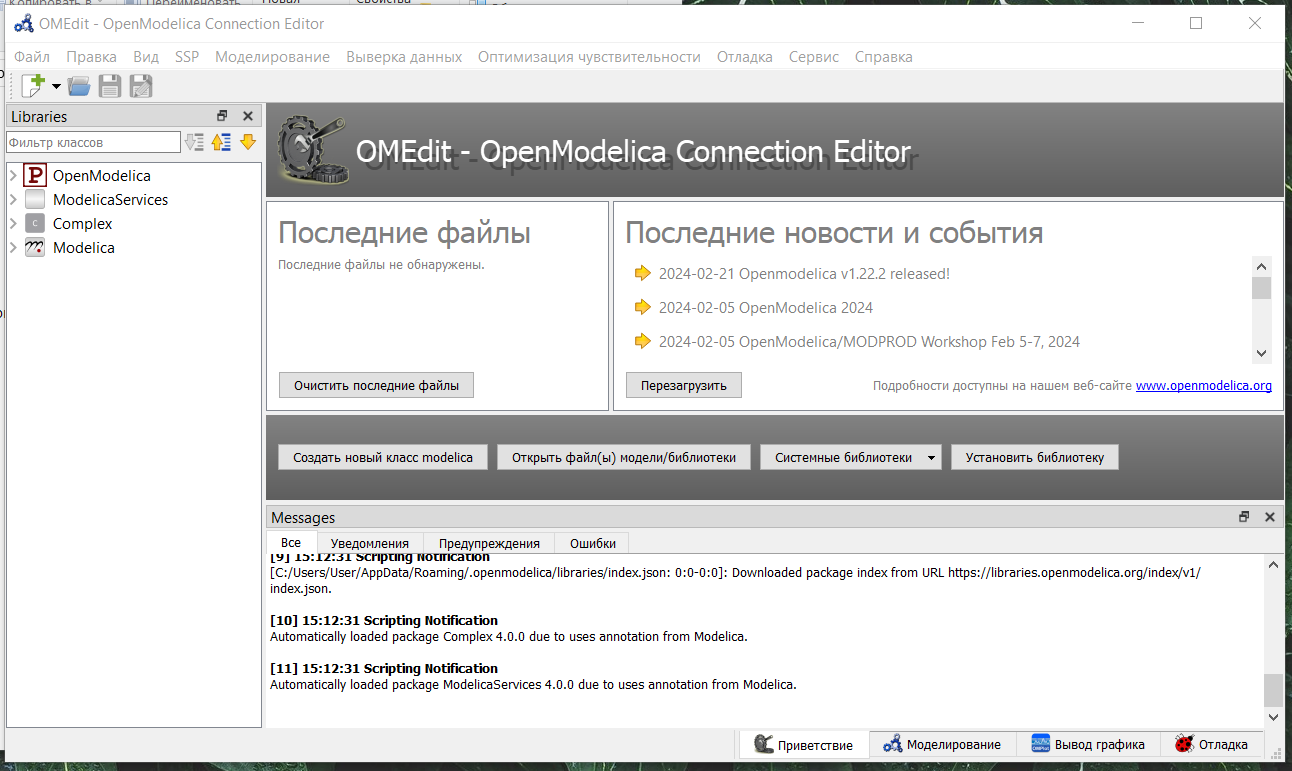 Копировать в
Переименовать
Новая
Свойства
OMEdit - OpenModelica Connection Editor
Файл Правка Вид SSP Моделирование Выверка данных Оптимизация чувствительности Отладка Сервис Справка
Libraries
Фильтр классов
OpenModelica
ModelicaServices
Complex
Modelica
OMEdit - OpenModelica Connection Editor
Последние файлы
Последние файлы не обнаружены.
Очистить последние файлы
Последние новости и события
2024-02-21 Openmodelica v1.22.2 released!
2024-02-05 OpenModelica 2024
2024-02-05 OpenModelica/MODPROD Workshop Feb 5-7, 2024
Перезагрузить
Подробности доступны на нашем веб-сайте www.openmodelica.org
Создать новый класс modelica
Открыть файл(ы) модели/библиотеки
Системные библиотеки
Установить библиотеку
Messages
Все Уведомления Предупреждения Ошибки
[9] 15:12:31 Scripting Notification
[C:/Users/User/AppData/Roaming/.openmodelica/libraries/index.json: 0:0-0:0]: Downloaded package index from URL https://libraries.openmodelica.org/index/v1/
index.json.
[10] 15:12:31 Scripting Notification
Automatically loaded package Complex 4.0.0 due to uses annotation from Modelica.
[11] 15:12:31 Scripting Notification
Automatically loaded package ModelicaServices 4.0.0 due to uses annotation from Modelica.
Приветствие Моделирование Вывод графика Отладка